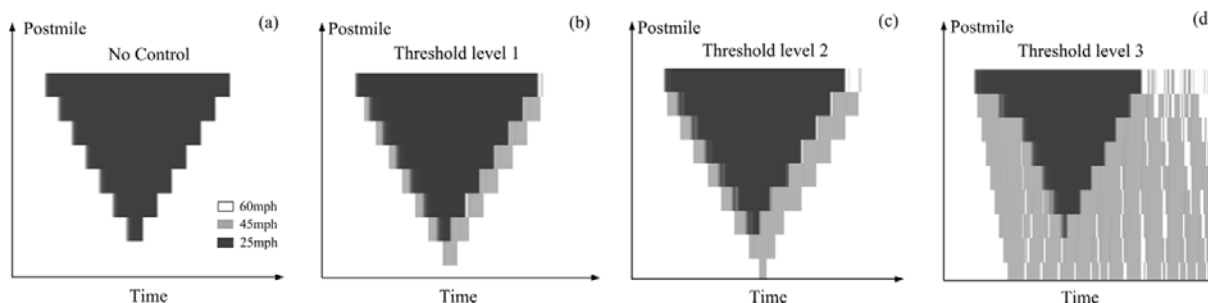 (a)
Postmile
No Control
60mph
45mph
25mph
Time
(b)
Postmile
Threshold level 1
Time
(c)
Postmile
Threshold level 2
Time
(d)
Postmile
Threshold level 3
Time